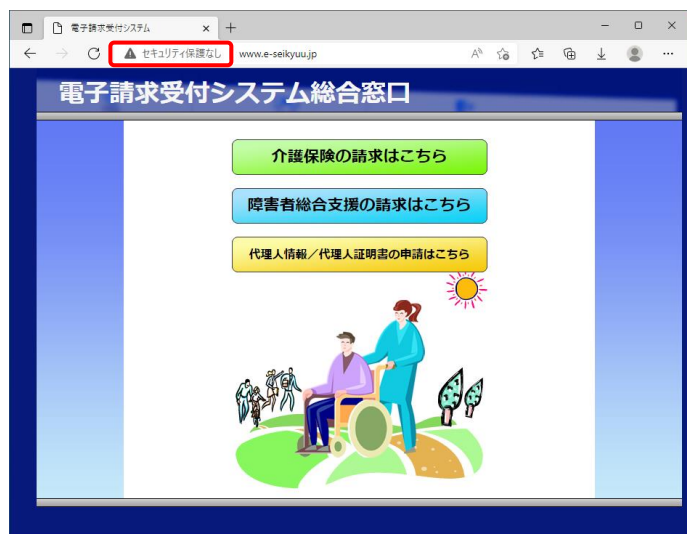 電子請求受付システム
セキュリティ保護なし www.e-seikyuu.jp
電子請求受付システム総合窓口
介護保険の請求はこちら
障害者総合支援の請求はこちら
代理人情報／代理人証明書の申請はこちら